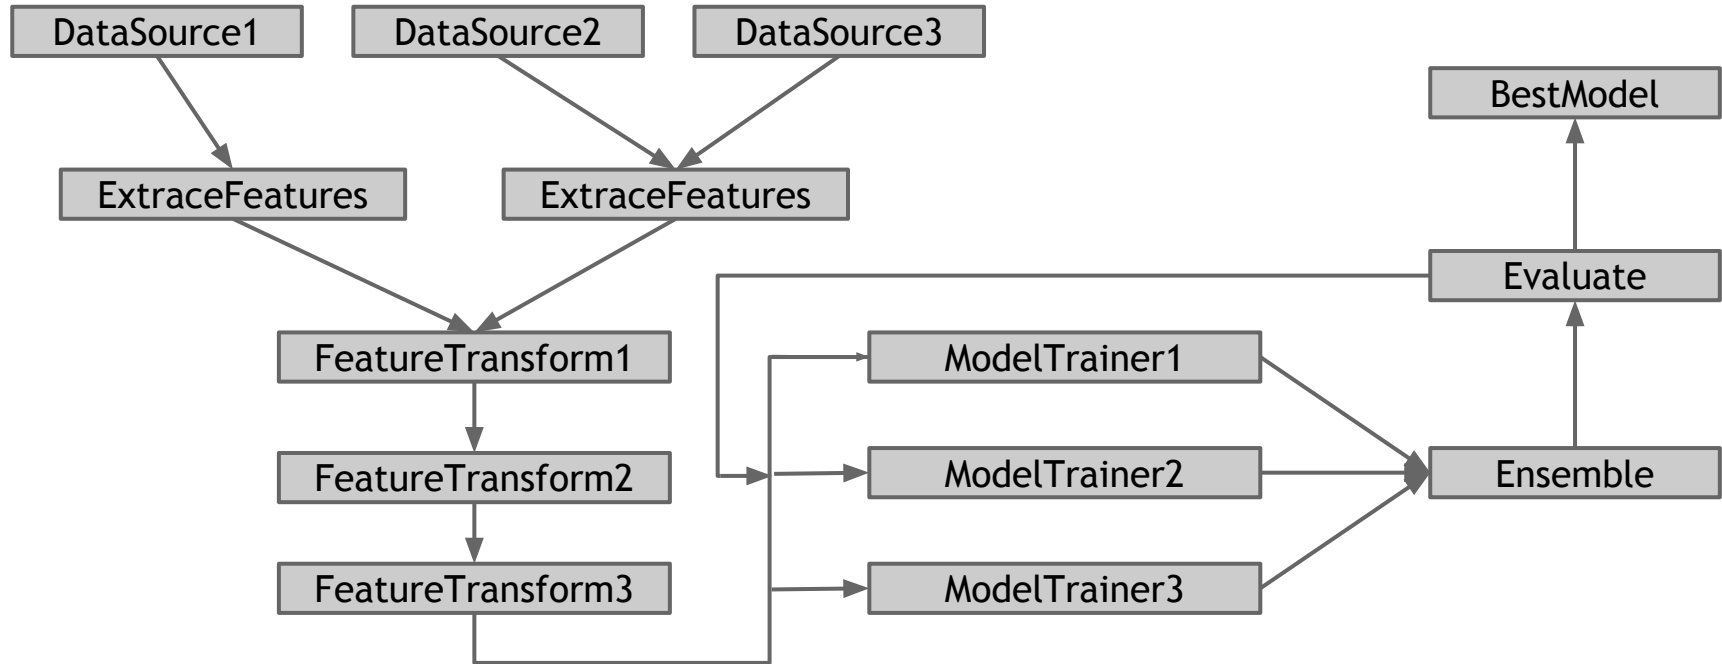 DataSource1
DataSource2
DataSource3
BestModel
ExtraceFeatures
ExtraceFeatures
Evaluate
FeatureTransform1
ModelTrainer1
FeatureTransform2
ModelTrainer2
Ensemble
FeatureTransform3
ModelTrainer3